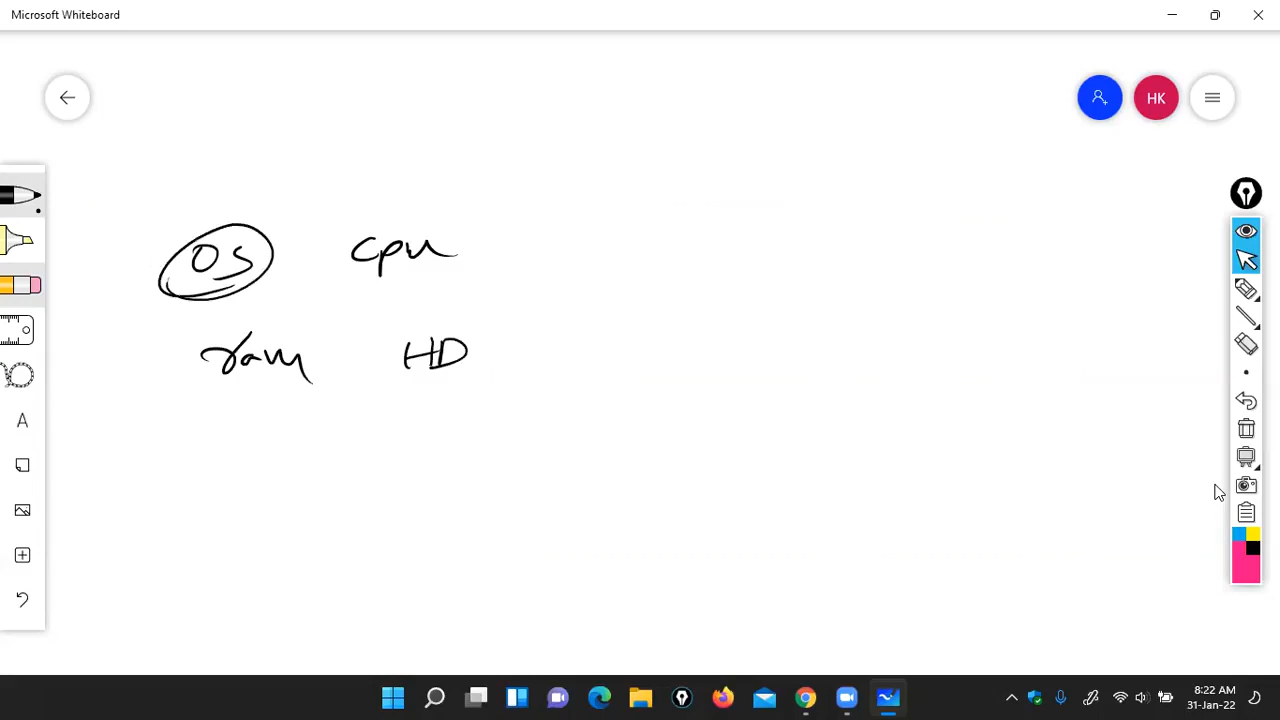 Microsoft Whiteboard
HK
OS cpu
ram HD
A
8:22 AM
31-Jan-22